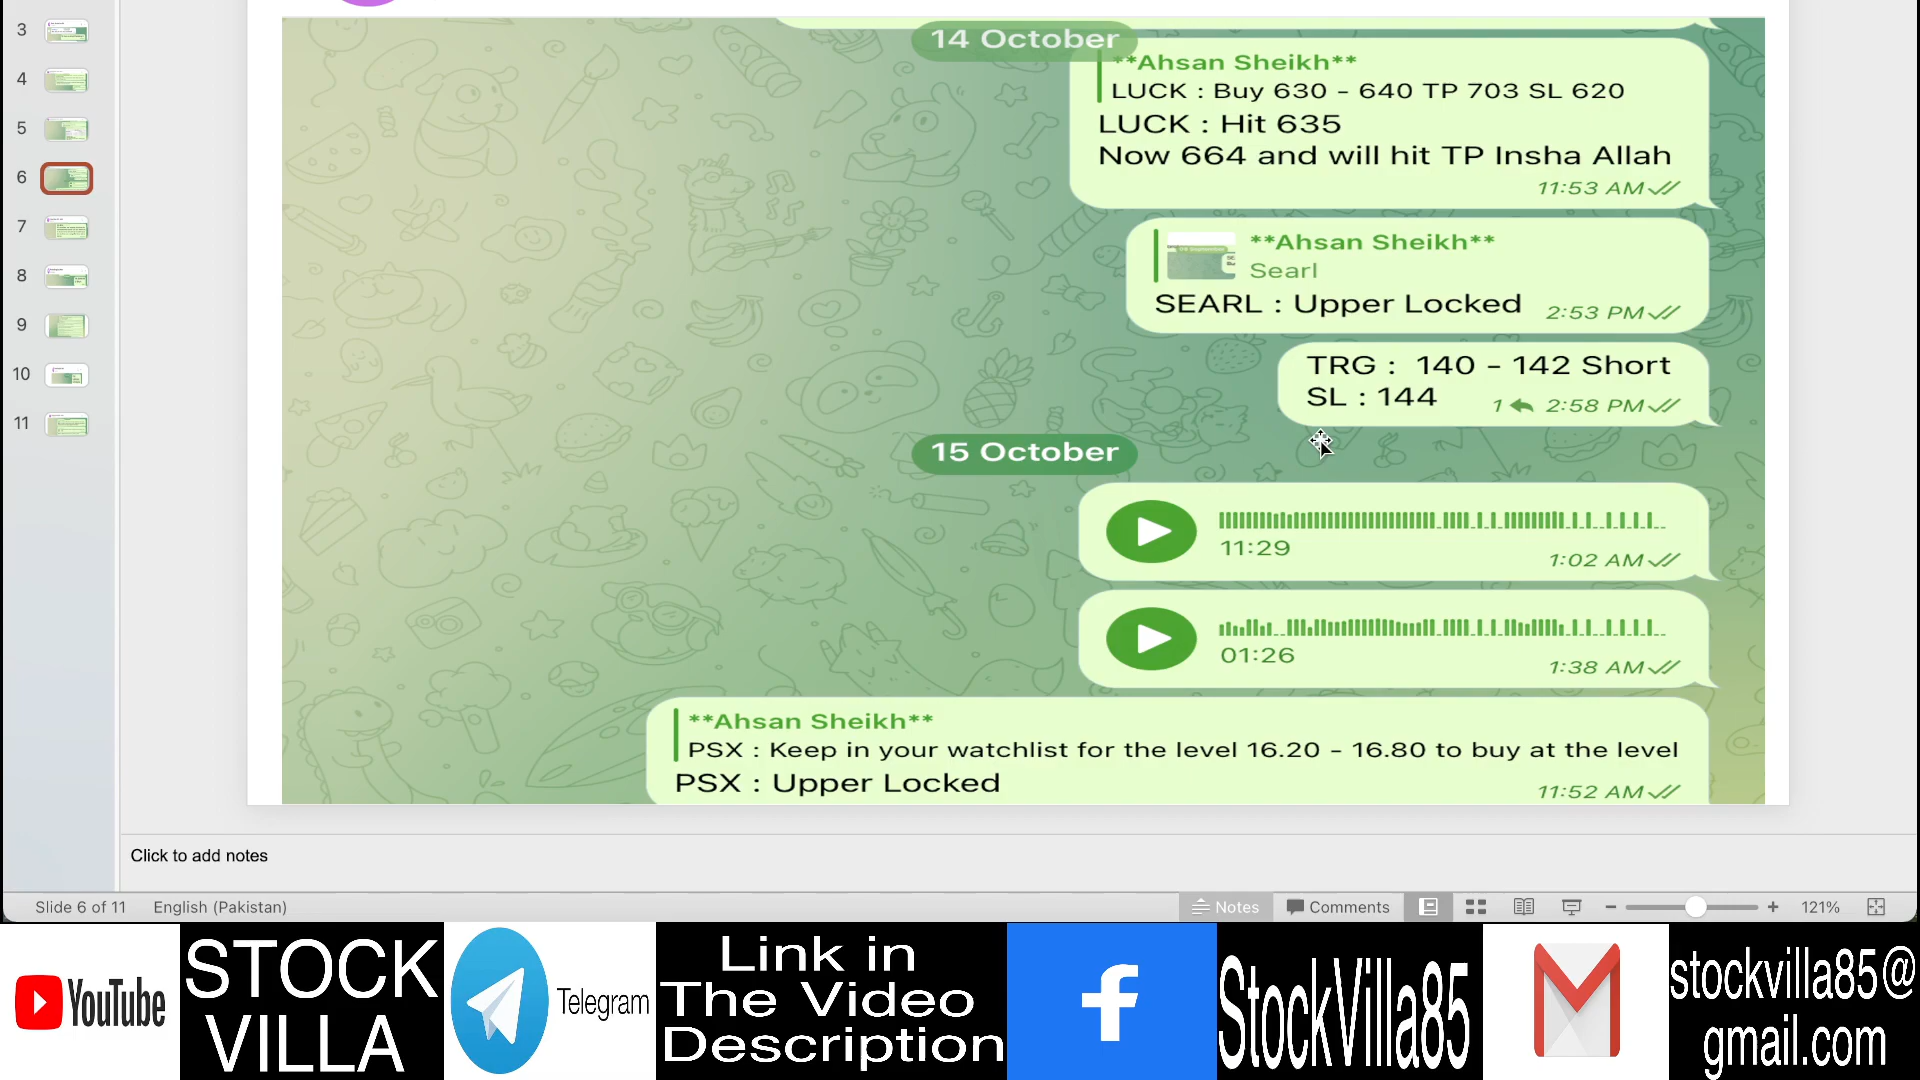 3
4
5
6
7
8
9
10
11
14 October
**Ahsan Sheikh**
LUCK : Buy 630 - 640 TP 703 SL 620
LUCK : Hit 635
Now 664 and will hit TP Insha Allah
11:53 AM
**Ahsan Sheikh**
Searl
SEARL : Upper Locked 2:53 PM
TRG : 140 - 142 Short
SL : 144 1 2:58 PM
15 October
11:29 1:02 AM
01:26 1:38 AM
**Ahsan Sheikh**
PSX : Keep in your watchlist for the level 16.20 - 16.80 to buy at the level
PSX : Upper Locked 11:52 AM
Click to add notes
Slide 6 of 11 English (Pakistan) Notes Comments 121%
YouTube
STOCK
VILLA
Telegram
Link in
The Video
Description
f
StockVilla85
stockvilla85@
gmail.com